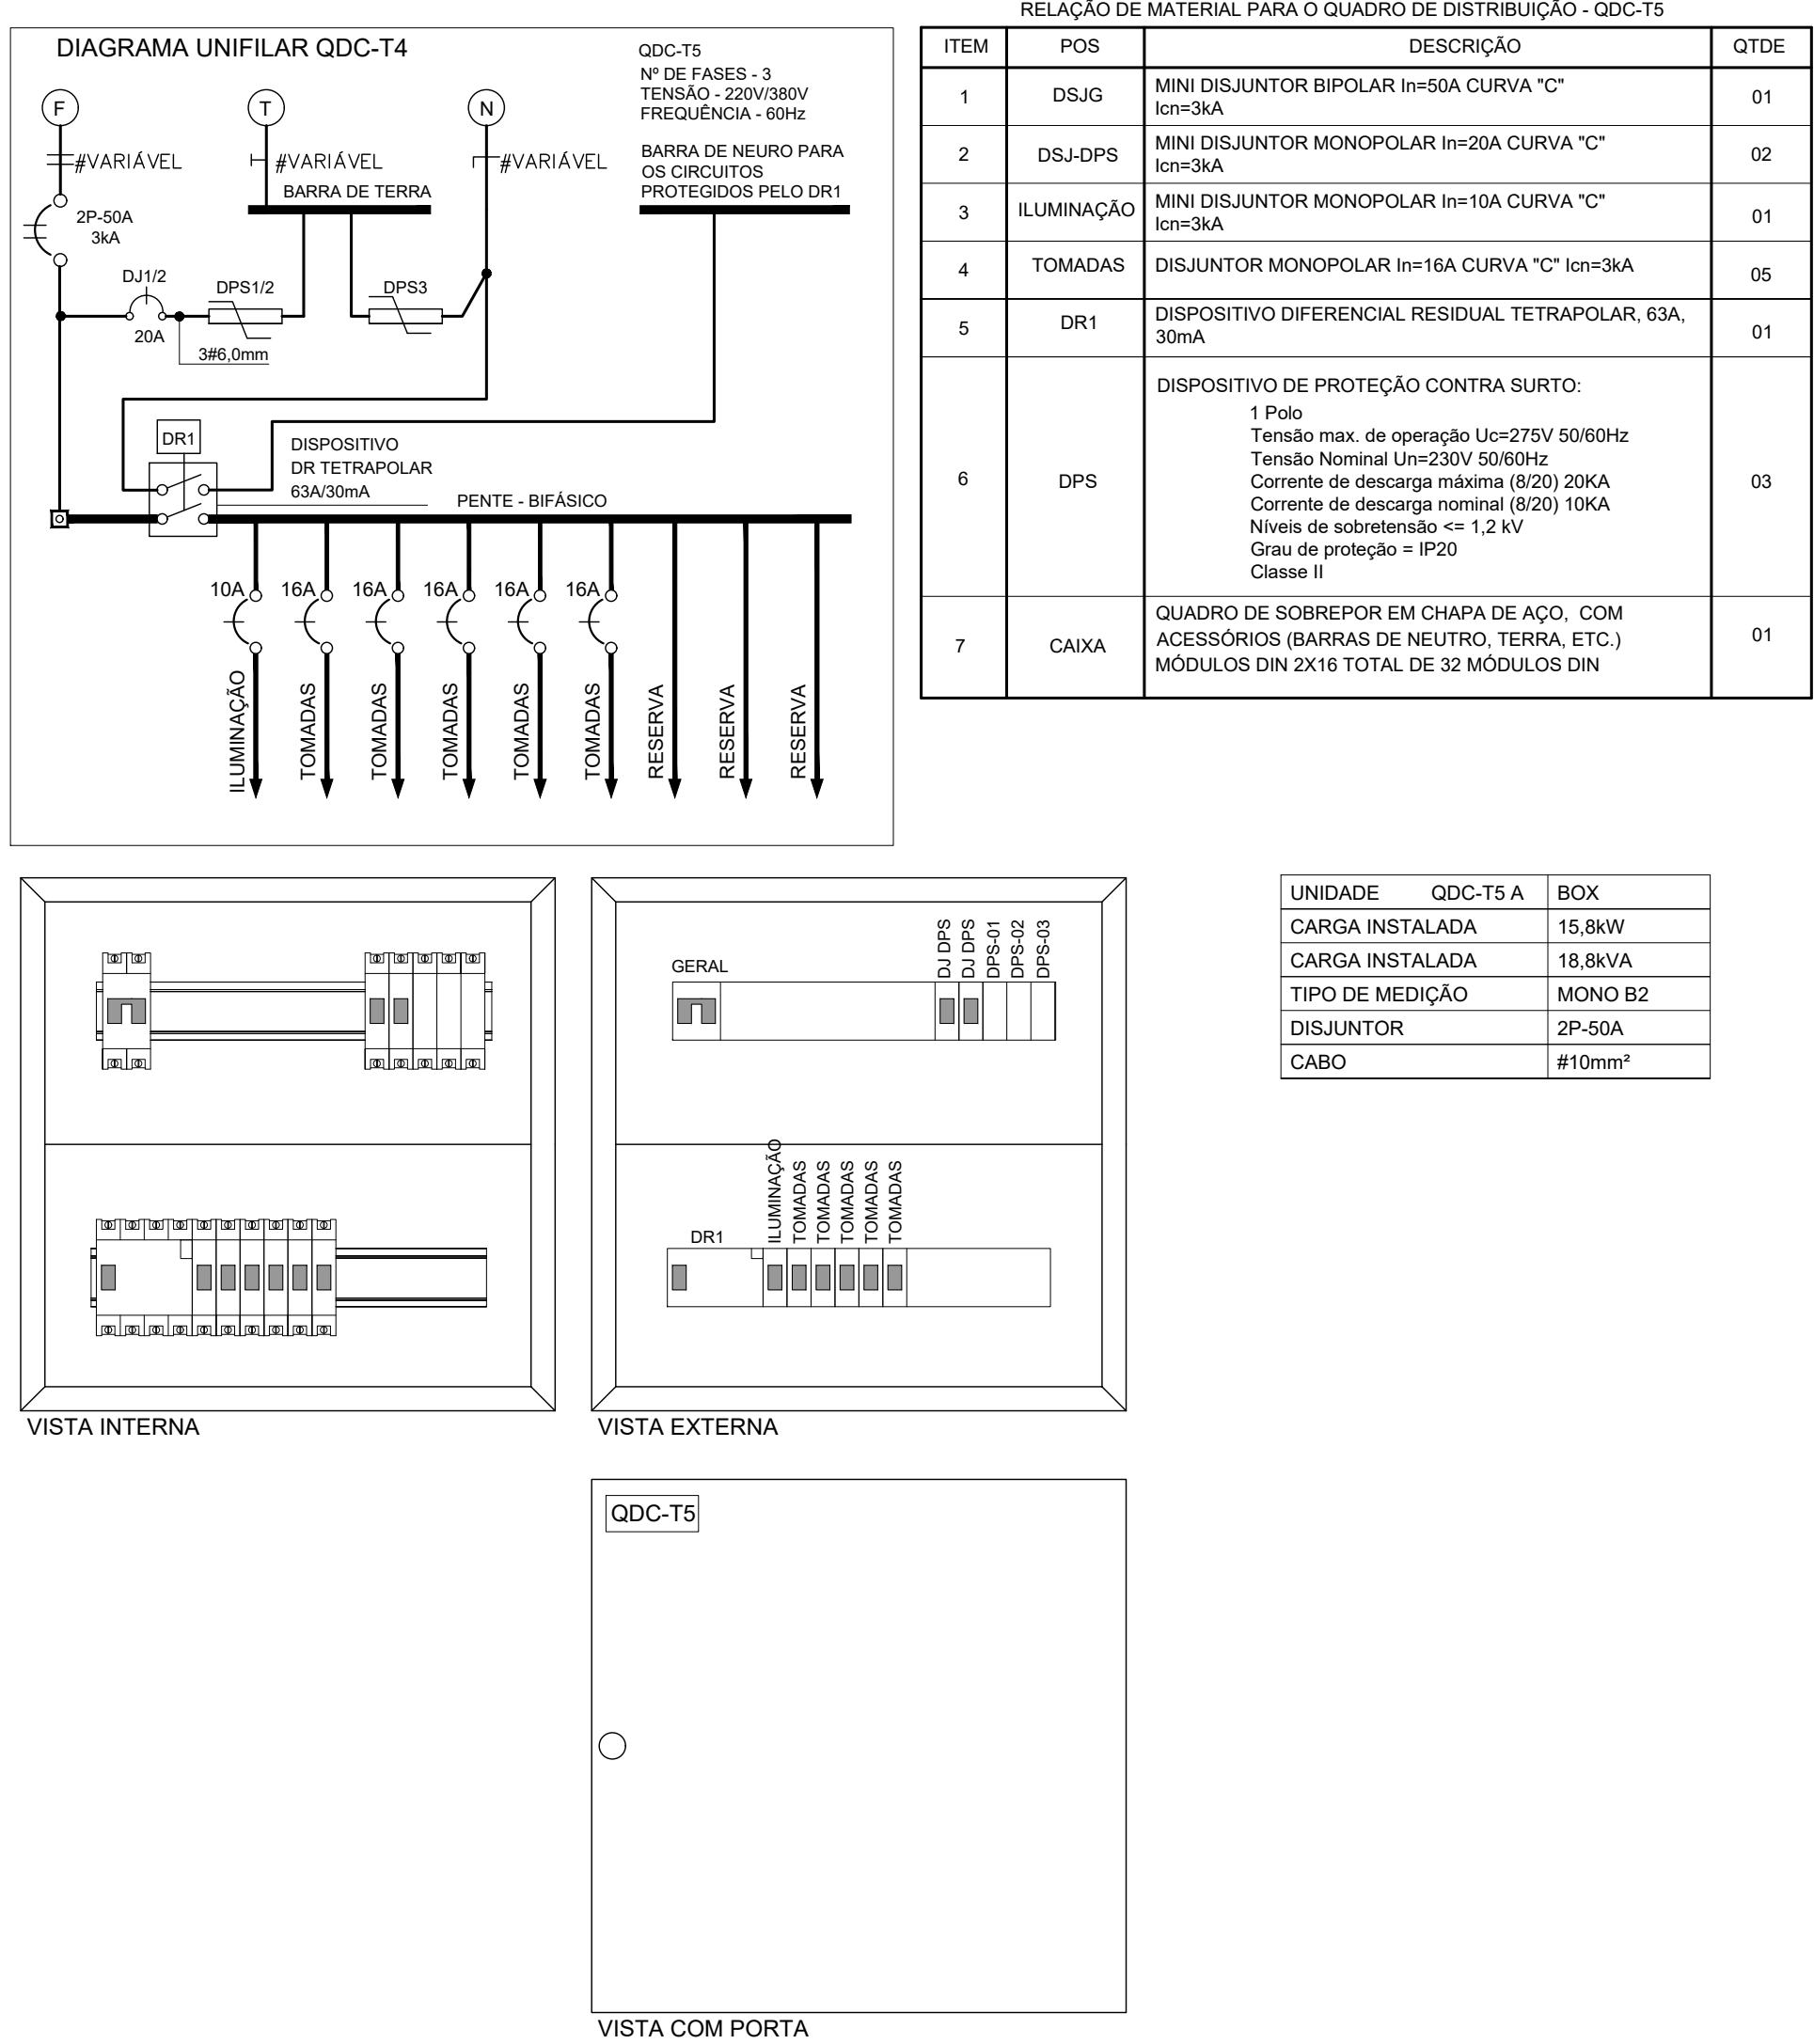 RELAÇÃO DE MATERIAL PARA O QUADRO DE DISTRIBUIÇÃO - QDC-T5
DIAGRAMA UNIFILAR QDC-T4
QDC-T5
Nº DE FASES - 3
TENSÃO - 220V/380V
FREQUÊNCIA - 60Hz
F
T
N
#VARIÁVEL
#VARIÁVEL
#VARIÁVEL
BARRA DE NEURO PARA
OS CIRCUITOS
PROTEGIDOS PELO DR1
BARRA DE TERRA
2P-50A
3kA
DJ1/2
20A
DPS1/2
DPS3
3#6,0mm
DR1
DISPOSITIVO
DR TETRAPOLAR
63A/30mA
PENTE - BIFÁSICO
10A
16A
16A
16A
16A
16A
ILUMINAÇÃO
TOMADAS
TOMADAS
TOMADAS
TOMADAS
TOMADAS
RESERVA
RESERVA
RESERVA
ITEM POS DESCRIÇÃO QTDE
1 DSJG MINI DISJUNTOR BIPOLAR In=50A CURVA "C"
Icn=3kA 01
2 DSJ-DPS MINI DISJUNTOR MONOPOLAR In=20A CURVA "C"
Icn=3kA 02
3 ILUMINAÇÃO MINI DISJUNTOR MONOPOLAR In=10A CURVA "C"
Icn=3kA 01
4 TOMADAS DISJUNTOR MONOPOLAR In=16A CURVA "C" Icn=3kA 05
5 DR1 DISPOSITIVO DIFERENCIAL RESIDUAL TETRAPOLAR, 63A,
30mA 01
DISPOSITIVO DE PROTEÇÃO CONTRA SURTO:
1 Polo
Tensão max. de operação Uc=275V 50/60Hz
Tensão Nominal Un=230V 50/60Hz
6 DPS Corrente de descarga máxima (8/20) 20KA 03
Corrente de descarga nominal (8/20) 10KA
Níveis de sobretensão <= 1,2 kV
Grau de proteção = IP20
Classe II
QUADRO DE SOBREPOR EM CHAPA DE AÇO, COM
7 CAIXA ACESSÓRIOS (BARRAS DE NEUTRO, TERRA, ETC.) 01
MÓDULOS DIN 2X16 TOTAL DE 32 MÓDULOS DIN
UNIDADE QDC-T5 A BOX
CARGA INSTALADA 15,8kW
CARGA INSTALADA 18,8kVA
TIPO DE MEDIÇÃO MONO B2
DISJUNTOR 2P-50A
CABO #10mm²
VISTA INTERNA
GERAL
DJ DPS
DJ DPS
DPS-01
DPS-02
DPS-03
DR1
ILUMINAÇÃO
TOMADAS
TOMADAS
TOMADAS
TOMADAS
TOMADAS
VISTA EXTERNA
QDC-T5
VISTA COM PORTA